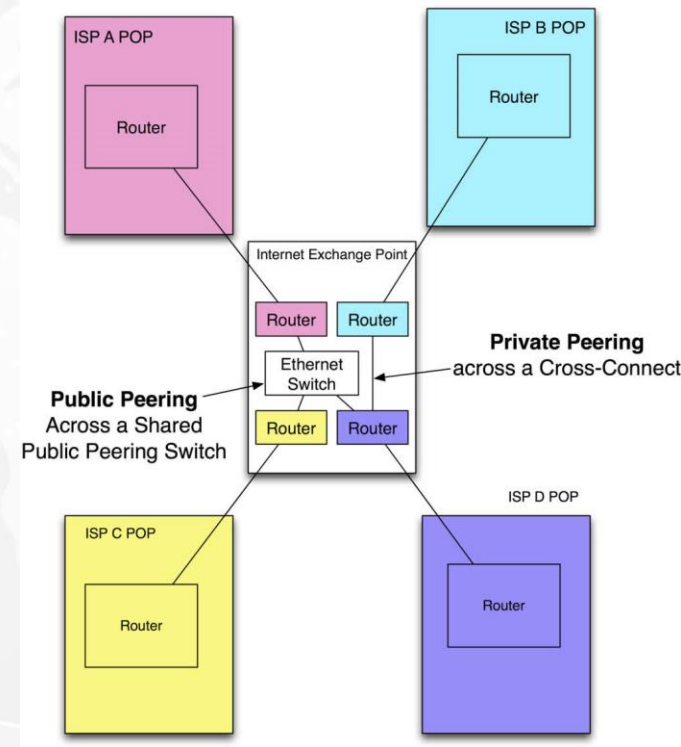 ISP A POP
ISP B POP
Router
Router
Internet Exchange Point
Router
Router
Ethernet
Switch
Private Peering
across a Cross-Connect
Public Peering
Across a Shared
Public Peering Switch
Router
Router
ISP D POP
ISP C POP
Router
Router